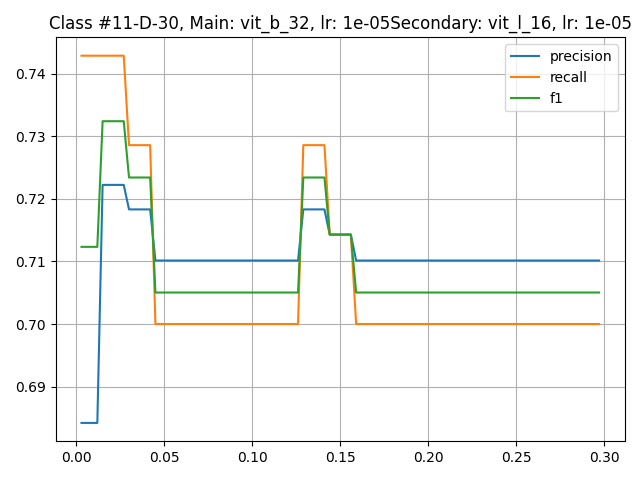 Class #11-D-30, Main: vit_b_32, lr: 1e-05Secondary: vit_l_16, lr: 1e-05
precision
recall
f1
0.74
0.73
0.72
0.71
0.70
0.69
0.00 0.05 0.10 0.15 0.20 0.25 0.30